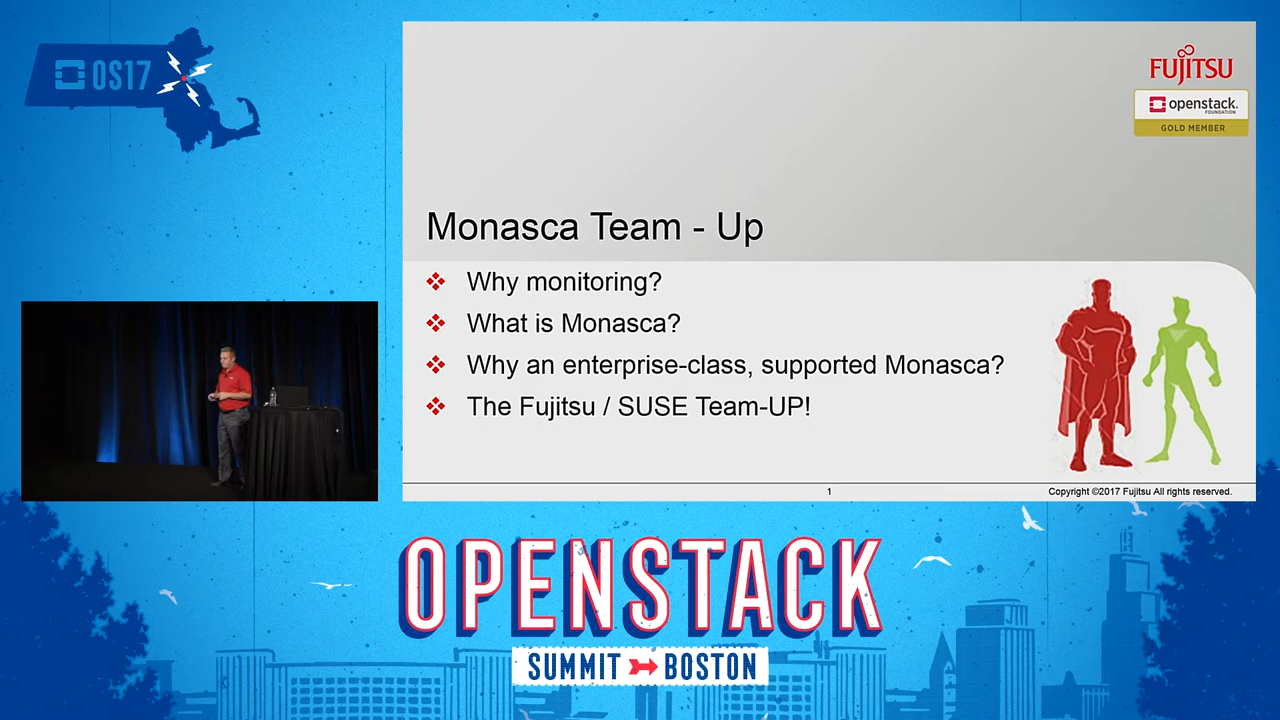 OS17
FUJITSU
openstack.
FOUNDATION
GOLD MEMBER
Monasca Team - Up
Why monitoring?
What is Monasca?
Why an enterprise-class, supported Monasca?
The Fujitsu / SUSE Team-UP!
1
Copyright ©2017 Fujitsu All rights reserved.
OPENSTACK
SUMMIT BOSTON